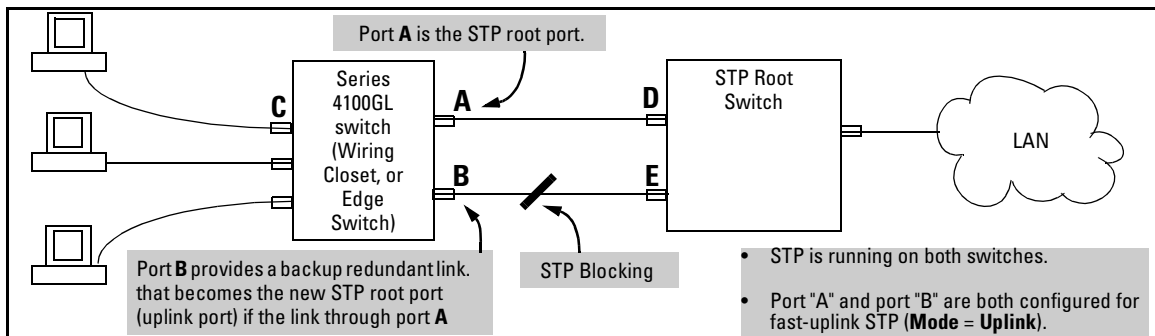 Port A is the STP root port.
C
Series
4100GL
switch
(Wiring
Closet, or
Edge
Switch)
A
B
D
E
STP Root
Switch
LAN
Port B provides a backup redundant link.
that becomes the new STP root port
(uplink port) if the link through port A
STP Blocking
• STP is running on both switches.
• Port "A" and port "B" are both configured for
fast-uplink STP (Mode = Uplink).